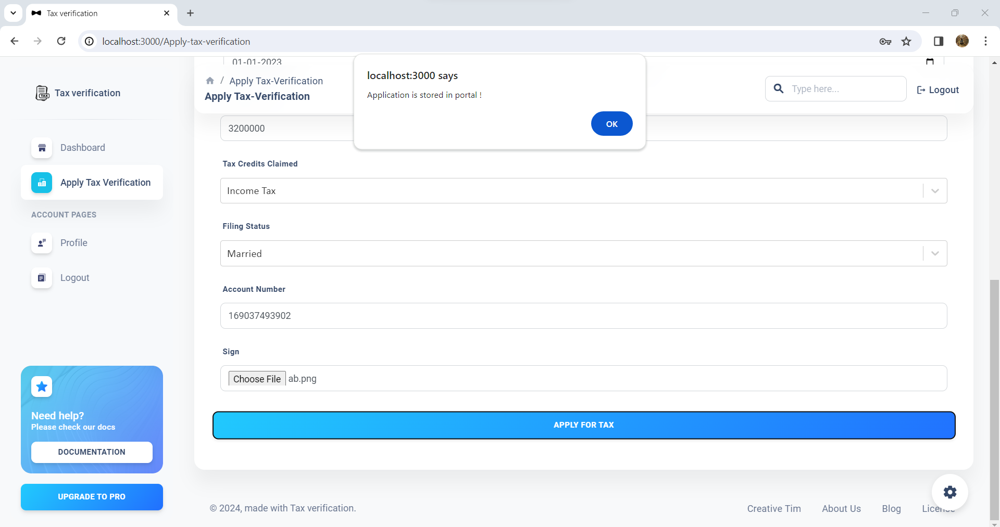 Tax verification
localhost:3000/Apply-tax-verification
localhost:3000 says
Application is stored in portal !
OK
Tax verification
Dashboard
Apply Tax Verification
ACCOUNT PAGES
Profile
Logout
Need help?
Please check our docs
DOCUMENTATION
UPGRADE TO PRO
01-01-2023
/ Apply Tax-Verification
Apply Tax-Verification
Type here...
Logout
3200000
Tax Credits Claimed
Income Tax
Filing Status
Married
Account Number
169037493902
Sign
Choose File ab.png
APPLY FOR TAX
© 2024, made with Tax verification.
Creative Tim About Us Blog License